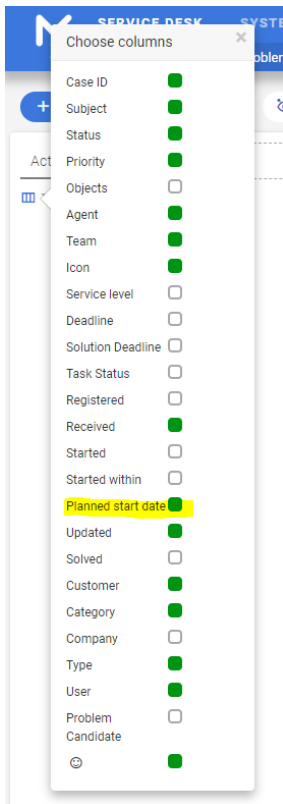 SERVICE DESK SYSTE
Choose columns ×
oblem
+
Act
Case ID
Subject
Status
Priority
Objects
Agent
Team
Icon
Service level
Deadline
Solution Deadline
Task Status
Registered
Received
Started
Started within
Planned start date
Updated
Solved
Customer
Category
Company
Type
User
Problem
Candidate